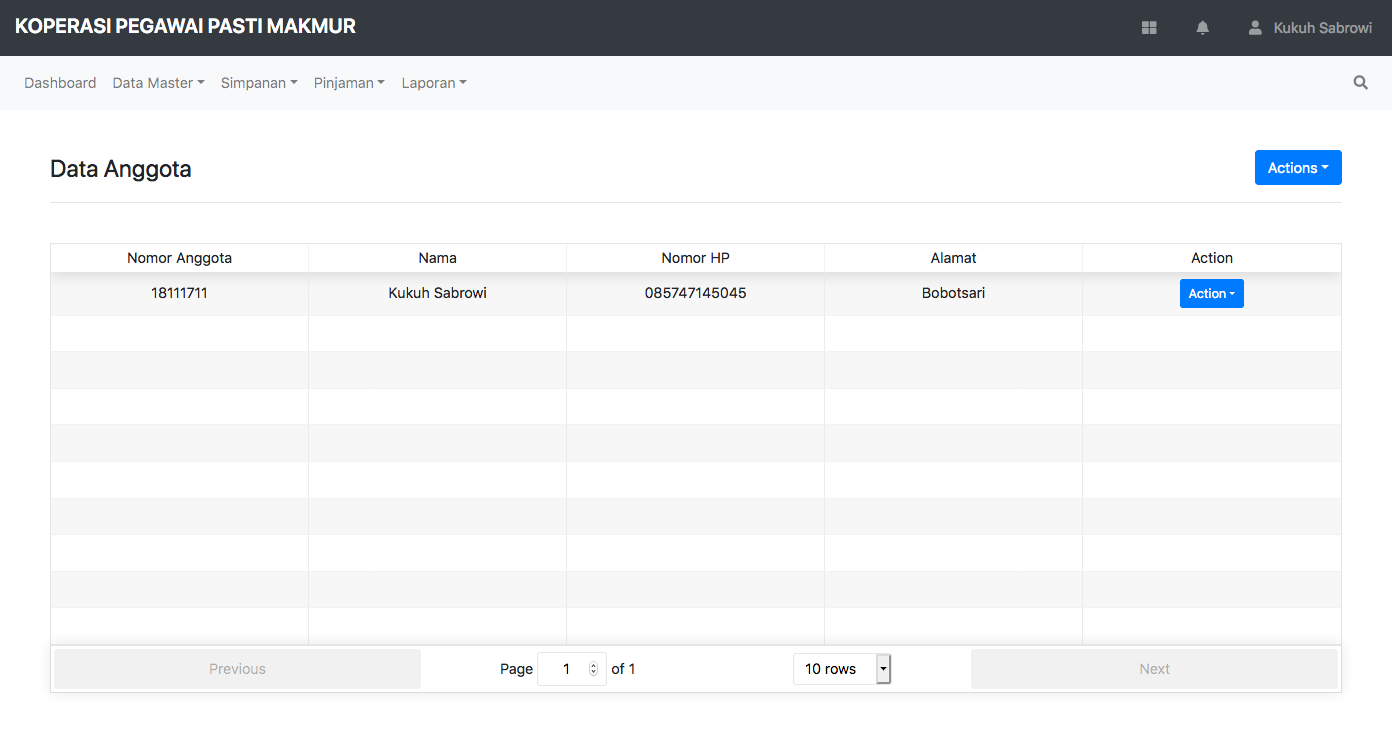 KOPERASI PEGAWAI PASTI MAKMUR
Kukuh Sabrowi
Dashboard Data Master Simpanan Pinjaman Laporan
Data Anggota
Actions
Nomor Anggota Nama Nomor HP Alamat Action
18111711 Kukuh Sabrowi 085747145045 Bobotsari Action
Previous Page 1 of 1 10 rows Next